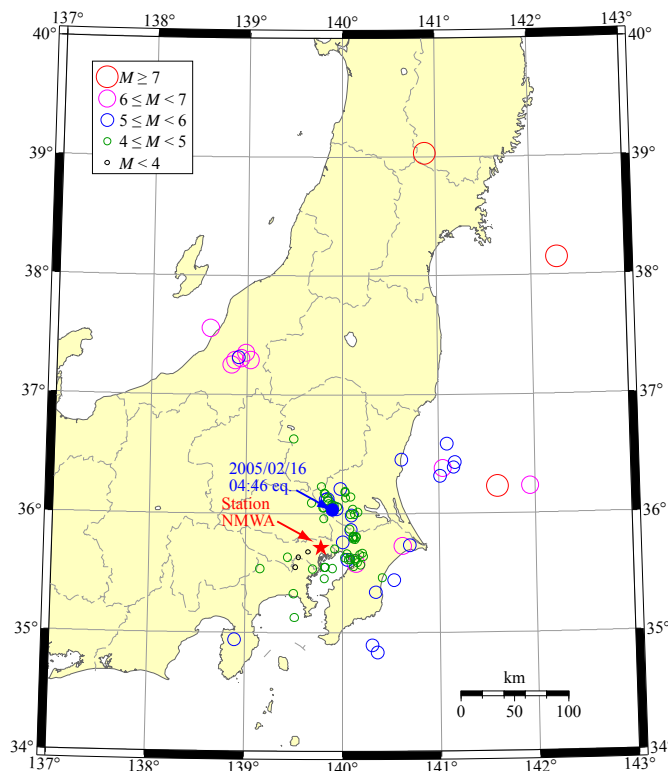 137° 138° 139° 140° 141° 142° 143°
40° 40°
M ≥ 7
6 ≤ M < 7
5 ≤ M < 6
4 ≤ M < 5
M < 4
39° 39°
38° 38°
37° 37°
2005/02/16
04:46 eq.
Station
NMWA
36° 36°
35° 35°
km
0 50 100
34° 34
137° 138° 139° 140° 141° 142° 143°